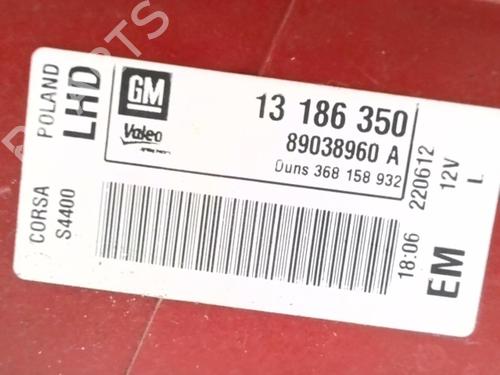 PARTS
POLAND
LHD
CORSA
S4400
GM
Valeo
13 186 350
89038960 A
Duns 368 158 932
220612
12V
L
18:06
EM